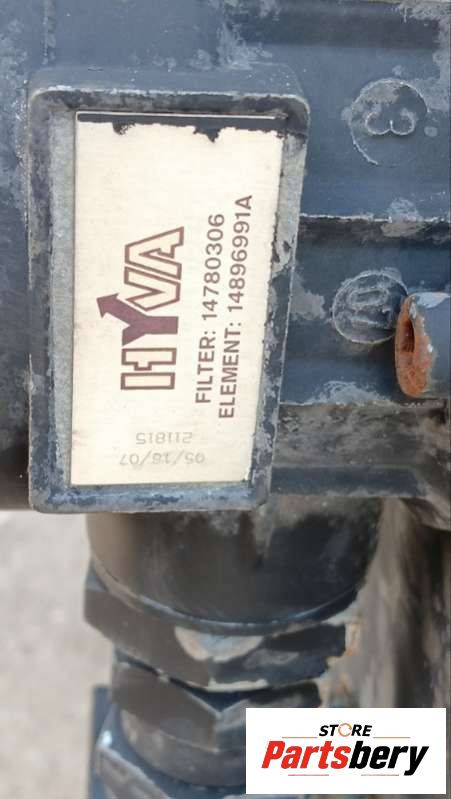 HYVA
FILTER: 14780306
ELEMENT: 14896991A
211815
05/16/07
STORE
Partsbery